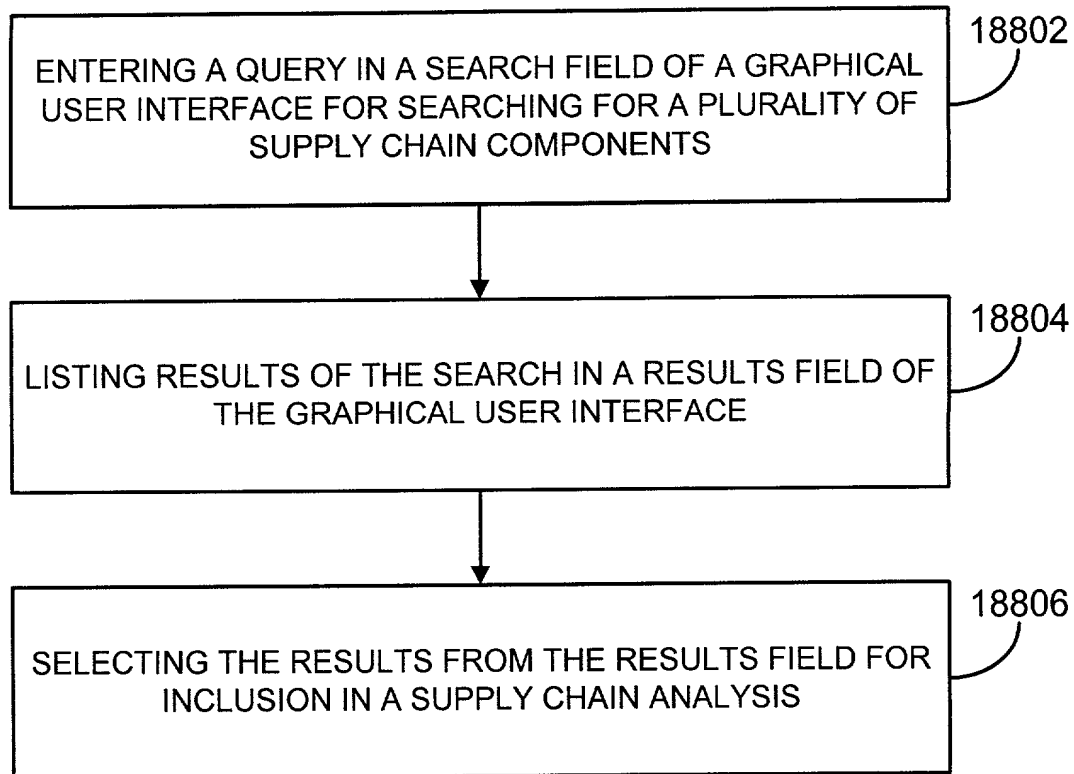 18802
ENTERING A QUERY IN A SEARCH FIELD OF A GRAPHICAL
USER INTERFACE FOR SEARCHING FOR A PLURALITY OF
SUPPLY CHAIN COMPONENTS
18804
LISTING RESULTS OF THE SEARCH IN A RESULTS FIELD OF
THE GRAPHICAL USER INTERFACE
18806
SELECTING THE RESULTS FROM THE RESULTS FIELD FOR
INCLUSION IN A SUPPLY CHAIN ANALYSIS